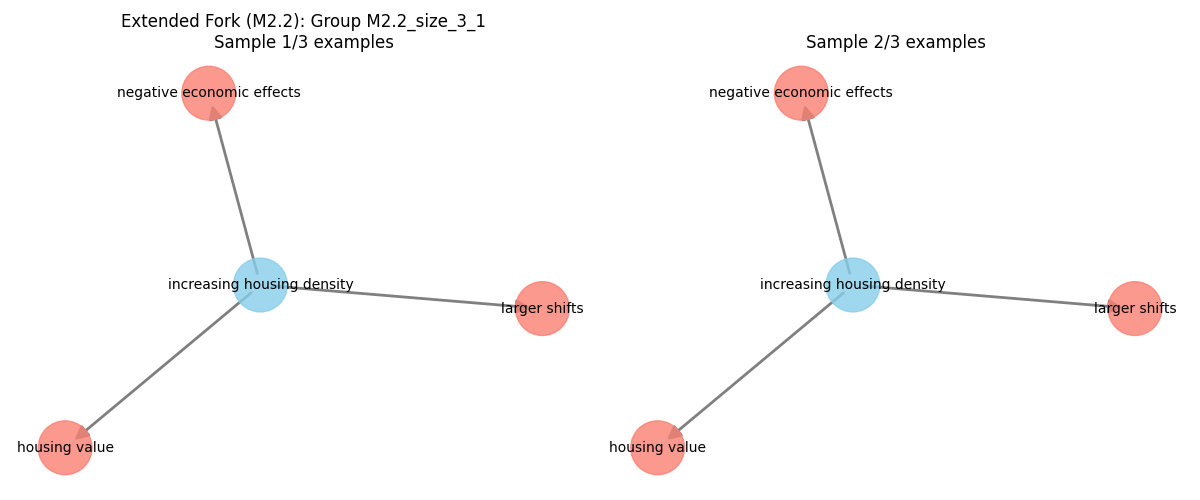 Extended Fork (M2.2): Group M2.2_size_3_1
Sample 1/3 examples
negative economic effects
increasing housing density
larger shifts
housing value
Sample 2/3 examples
negative economic effects
increasing housing density
larger shifts
housing value